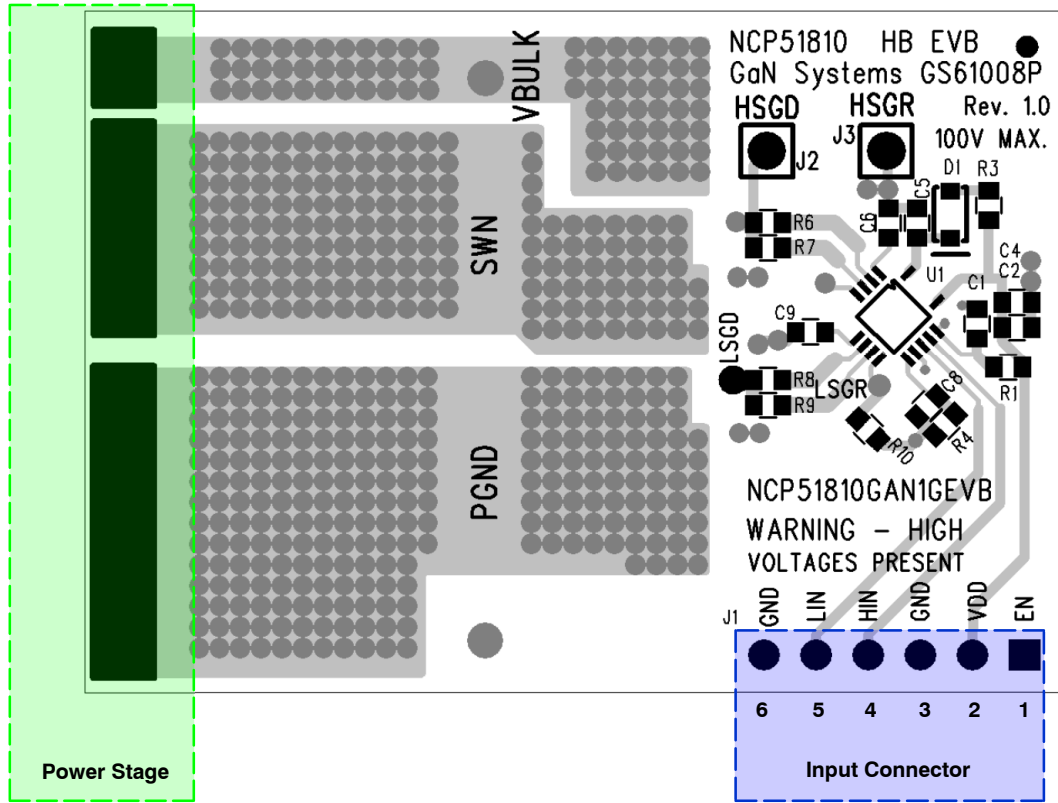 NCP51810 HB EVB
GaN Systems GS61008P
HSGD
HSGR
Rev. 1.0
J2
J3
100V MAX.
VBULK
C6
C5
D1
R3
R6
R7
SWN
U1
C4
C2
C1
C9
LSGD
R8
R9
LSGR
R1
C8
R4
R10
PGND
NCP51810GAN1GEVB
WARNING - HIGH
VOLTAGES PRESENT
J1
GND
LIN
HIN
GND
VDD
EN
6 5 4 3 2 1
Power Stage
Input Connector